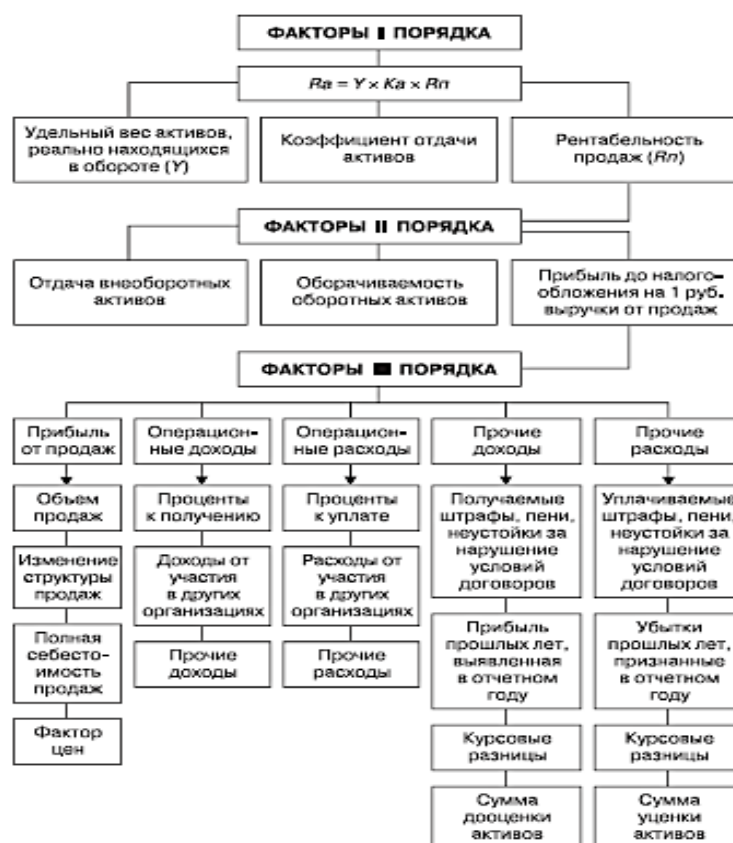 ФАКТОРЫ I ПОРЯДКА
Ra = Y × Ka × Rп
Удельный вес активов,
реально находящихся
в обороте (Y)
Коэффициент отдачи
активов
Рентабельность
продаж (Rп)
ФАКТОРЫ II ПОРЯДКА
Отдача внеоборотных
активов
Оборачиваемость
оборотных активов
Прибыль до налого-
обложения на 1 руб.
выручки от продаж
ФАКТОРЫ III ПОРЯДКА
Прибыль
от продаж
Объем
продаж
Изменение
структуры
продаж
Полная
себесто-
имость
продаж
Фактор
цен
Операцион-
ные доходы
Проценты
к получению
Доходы от
участия
в других
организациях
Прочие
доходы
Операцион-
ные расходы
Проценты
к уплате
Расходы от
участия
в других
организациях
Прочие
расходы
Прочие
доходы
Получаемые
штрафы, пени,
неустойки за
нарушение
условий
договоров
Прибыль
прошлых лет,
выявленная
в отчетном
году
Курсовые
разницы
Сумма
дооценки
активов
Прочие
расходы
Уплачиваемые
штрафы, пени,
неустойки за
нарушение
условий
договоров
Убытки
прошлых лет,
признанные
в отчетном
году
Курсовые
разницы
Сумма
уценки
активов